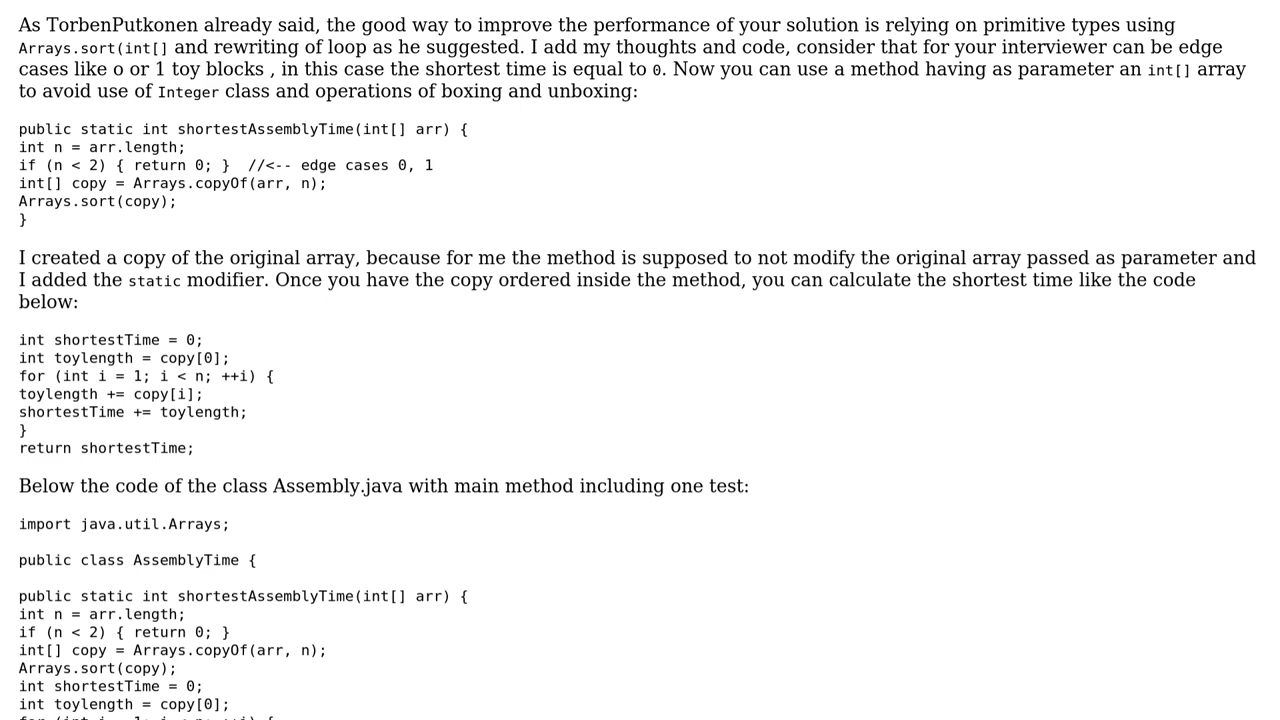 As TorbenPutkonen already said, the good way to improve the performance of your solution is relying on primitive types using
Arrays.sort(int[] and rewriting of loop as he suggested. I add my thoughts and code, consider that for your interviewer can be edge
cases like o or 1 toy blocks , in this case the shortest time is equal to 0. Now you can use a method having as parameter an int[] array
to avoid use of Integer class and operations of boxing and unboxing:
public static int shortestAssemblyTime(int[] arr) {
int n = arr.length;
if (n < 2) { return 0; }  //<-- edge cases 0, 1
int[] copy = Arrays.copyOf(arr, n);
Arrays.sort(copy);
}
I created a copy of the original array, because for me the method is supposed to not modify the original array passed as parameter and
I added the static modifier. Once you have the copy ordered inside the method, you can calculate the shortest time like the code
below:
int shortestTime = 0;
int toylength = copy[0];
for (int i = 1; i < n; ++i) {
toylength += copy[i];
shortestTime += toylength;
}
return shortestTime;
Below the code of the class Assembly.java with main method including one test:
import java.util.Arrays;
public class AssemblyTime {
public static int shortestAssemblyTime(int[] arr) {
int n = arr.length;
if (n < 2) { return 0; }
int[] copy = Arrays.copyOf(arr, n);
Arrays.sort(copy);
int shortestTime = 0;
int toylength = copy[0];
for (int i = 1; i < n; ++i) {